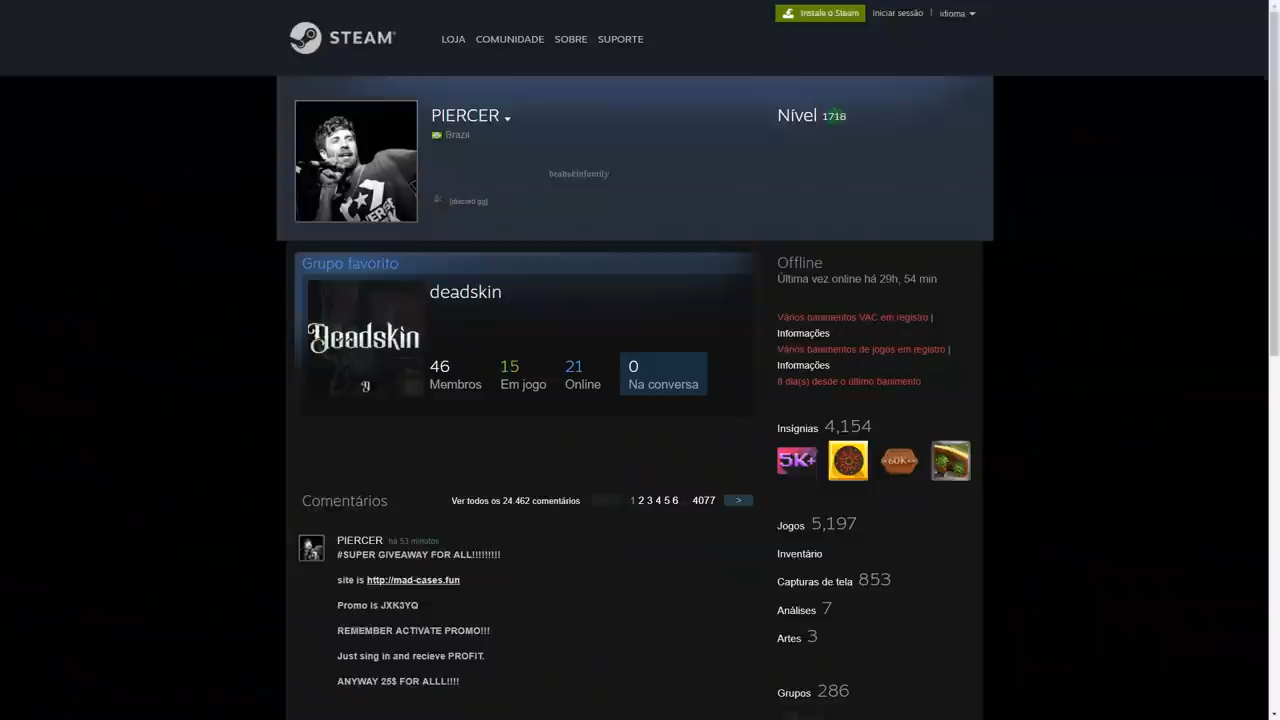 Instale o Steam
Iniciar sessão | idioma
STEAM®
LOJA COMUNIDADE SOBRE SUPORTE
PIERCER
Nível 1718
Brazil
deadskinfamily
[discord.gg]
Grupo favorito
deadskin
Deadskin
46 Membros
15 Em jogo
21 Online
0 Na conversa
Offline
Última vez online há 29h, 54 min
Vários banimentos VAC em registro |
Informações
Vários banimentos de jogos em registro |
Informações
8 dia(s) desde o último banimento
Insígnias 4,154
5K+
60K+
Comentários
Ver todos os 24.462 comentários
1 2 3 4 5 6 4077 >
PIERCER há 53 minutos
#SUPER GIVEAWAY FOR ALL!!!!!!!!!
site is http://mad-cases.fun
Promo is JXK3YQ
REMEMBER ACTIVATE PROMO!!!
Just sing in and recieve PROFIT.
ANYWAY 25$ FOR ALLL!!!!
Jogos 5,197
Inventário
Capturas de tela 853
Análises 7
Artes 3
Grupos 286